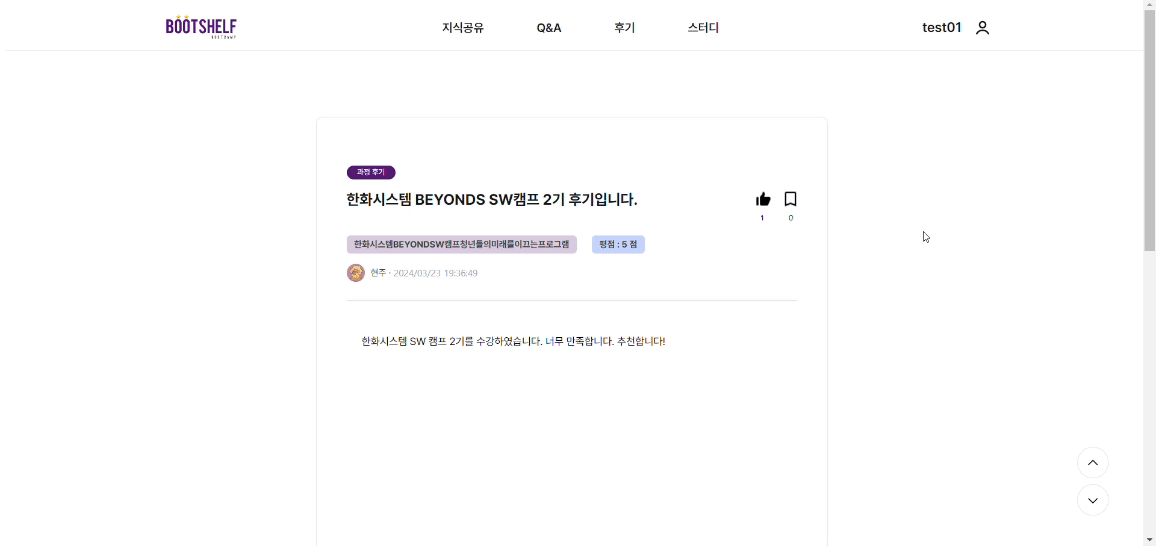 BOOTSHELF
지식공유
Q&A
후기
스터디
test01
과정 후기
한화시스템 BEYONDS SW캠프 2기 후기입니다.
1
0
한화시스템BEYONDSW캠프청년들의미래를이끄는프로그램
평점 : 5 점
현주 · 2024/03/23 19:36:49
한화시스템 SW 캠프 2기를 수강하였습니다. 너무 만족합니다. 추천합니다!